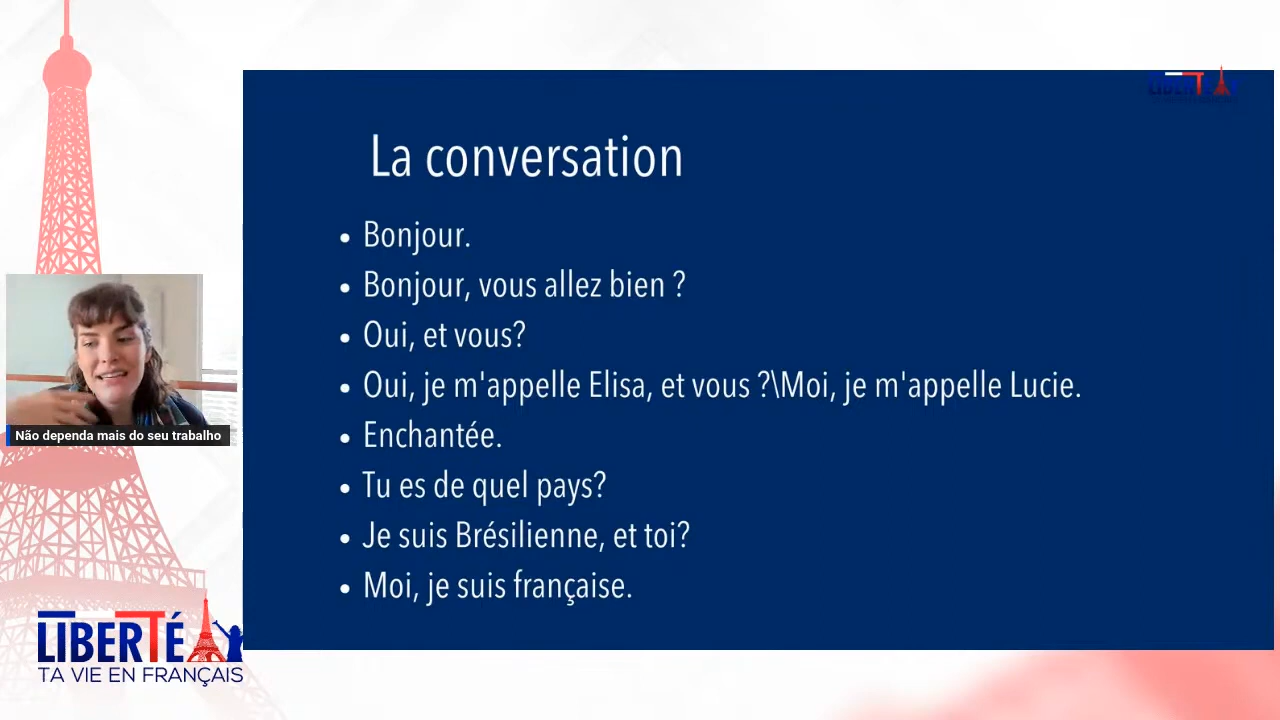 La conversation
Bonjour.
Bonjour, vous allez bien ?
Oui, et vous?
Oui, je m'appelle Elisa, et vous ?\Moi, je m'appelle Lucie.
Enchantée.
Tu es de quel pays?
Je suis Brésilienne, et toi?
Moi, je suis française.
Não dependa mais do seu trabalho
LIBERTÉ
TA VIE EN FRANÇAIS
LIBERTÉ